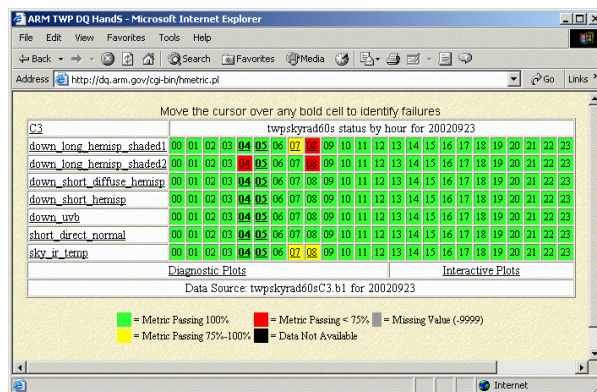 ARM TWP DQ HandS - Microsoft Internet Explorer
File Edit View Favorites Tools Help
Back Search Favorites Media
Address http://dq.arm.gov/cgi-bin/hmetric.pl Go Links »
Move the cursor over any bold cell to identify failures
C3 twpskyrad60s status by hour for 20020923
down_long_hemisp_shaded1 00 01 02 03 04 05 06 07 08 09 10 11 12 13 14 15 16 17 18 19 20 21 22 23
down_long_hemisp_shaded2 00 01 02 03 04 05 06 07 08 09 10 11 12 13 14 15 16 17 18 19 20 21 22 23
down_short_diffuse_hemisp 00 01 02 03 04 05 06 07 08 09 10 11 12 13 14 15 16 17 18 19 20 21 22 23
down_short_hemisp 00 01 02 03 04 05 06 07 08 09 10 11 12 13 14 15 16 17 18 19 20 21 22 23
down_uvb 00 01 02 03 04 05 06 07 08 09 10 11 12 13 14 15 16 17 18 19 20 21 22 23
short_direct_normal 00 01 02 03 04 05 06 07 08 09 10 11 12 13 14 15 16 17 18 19 20 21 22 23
sky_ir_temp 00 01 02 03 04 05 06 07 08 09 10 11 12 13 14 15 16 17 18 19 20 21 22 23
Diagnostic Plots Interactive Plots
Data Source: twpskyrad60sC3.b1 for 20020923
= Metric Passing 100% = Metric Passing < 75% = Missing Value (-9999)
= Metric Passing 75%-100% = Data Not Available
Internet